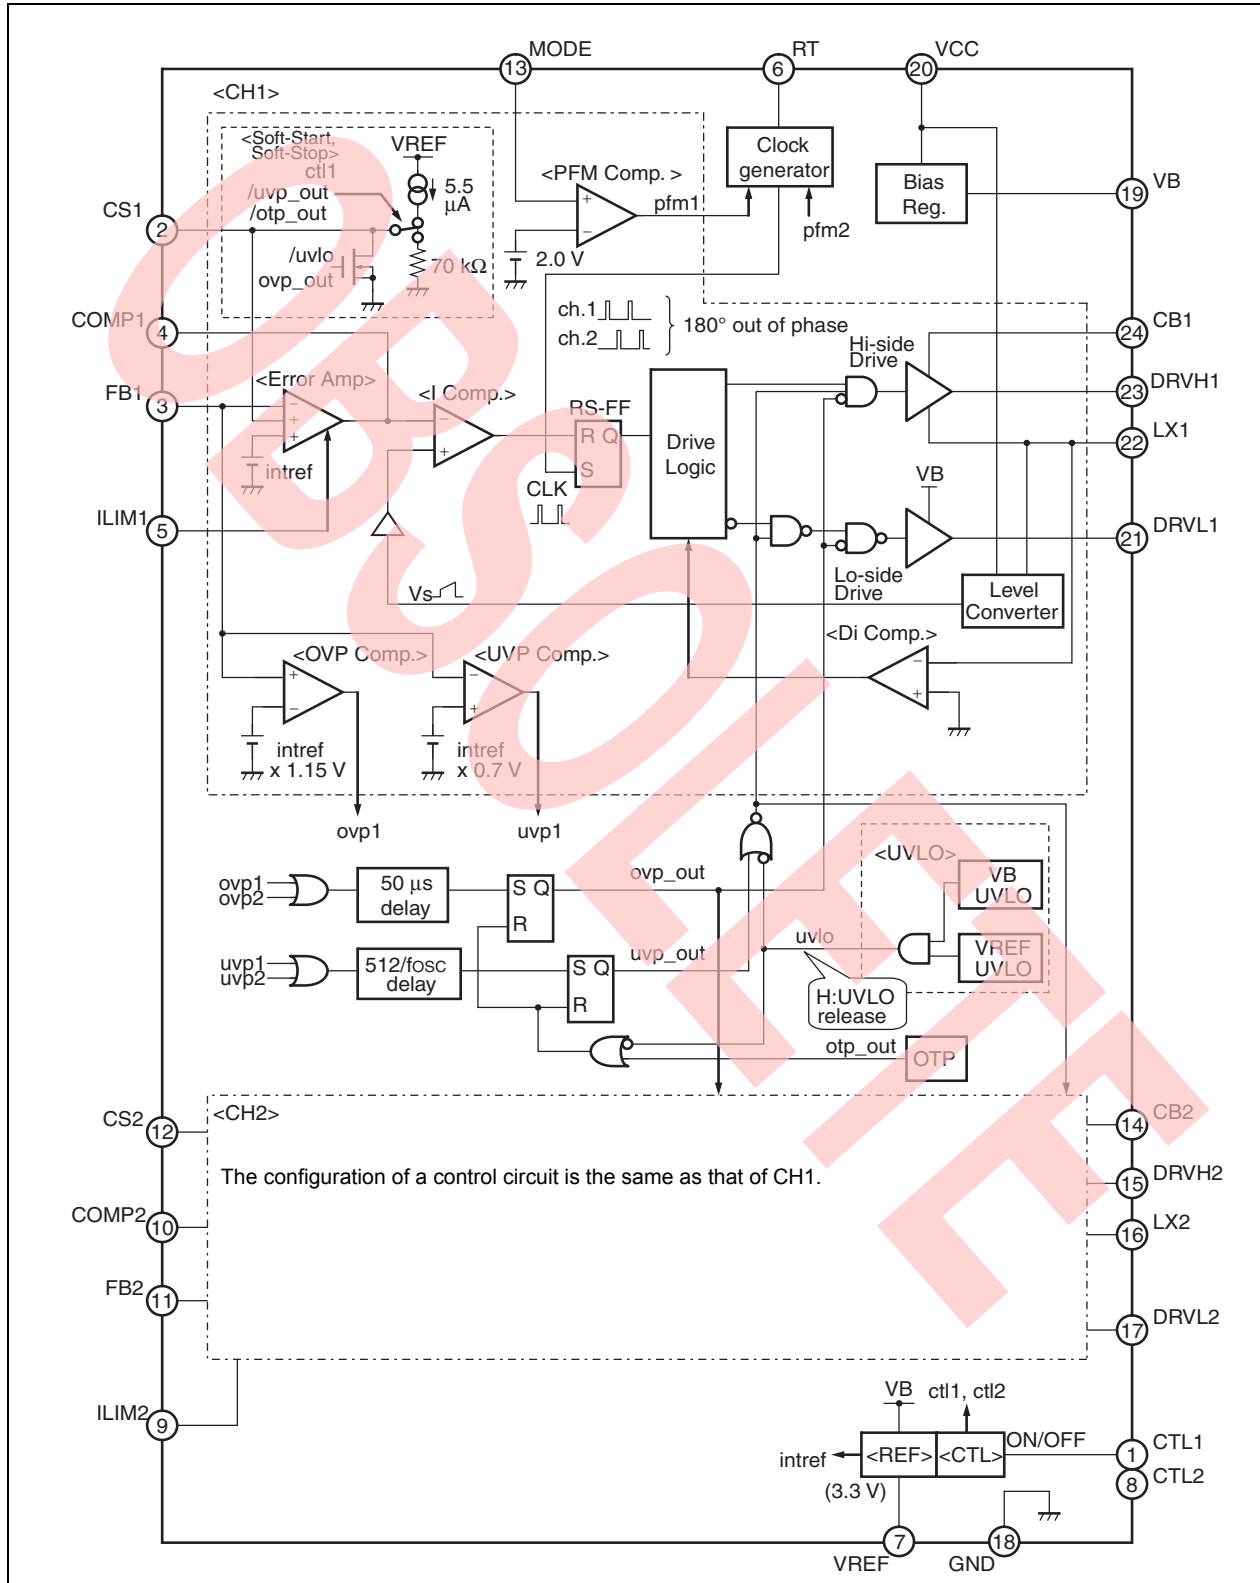 MODE
13
RT
6
VCC
20
<CH1>
<Soft-Start,
Soft-Stop>
ctl1
/uvp_out
/otp_out
VREF
5.5
µA
/uvlo
ovp_out
70 kΩ
<PFM Comp. >
+
−
pfm1
2.0 V
Clock
generator
pfm2
Bias
Reg.
VB
19
CS1
2
COMP1
4
FB1
3
ILIM1
5
ch.1
ch.2
180° out of phase
CB1
24
Hi-side
Drive
DRVH1
23
LX1
22
<Error Amp>
−
+
+
intref
<I Comp.>
−
+
RS-FF
R Q
S
CLK
Drive
Logic
VB
DRVL1
21
Lo-side
Drive
Level
Converter
Vs
<Di Comp.>
−
+
<OVP Comp.>
+
−
intref
x 1.15 V
<UVP Comp.>
−
+
intref
x 0.7 V
ovp1
uvp1
ovp1
ovp2
50 µs
delay
S Q
R
ovp_out
<UVLO>
VB
UVLO
VREF
UVLO
uvlo
uvp1
uvp2
512/fOSC
delay
S Q
R
uvp_out
H:UVLO
release
otp_out
OTP
CS2
12
<CH2>
CB2
14
The configuration of a control circuit is the same as that of CH1.
DRVH2
15
COMP2
10
LX2
16
FB2
11
DRVL2
17
ILIM2
9
VB
ctl1, ctl2
intref
<REF>
<CTL>
ON/OFF
CTL1
1
(3.3 V)
8
CTL2
7
VREF
18
GND
OBSOLETE